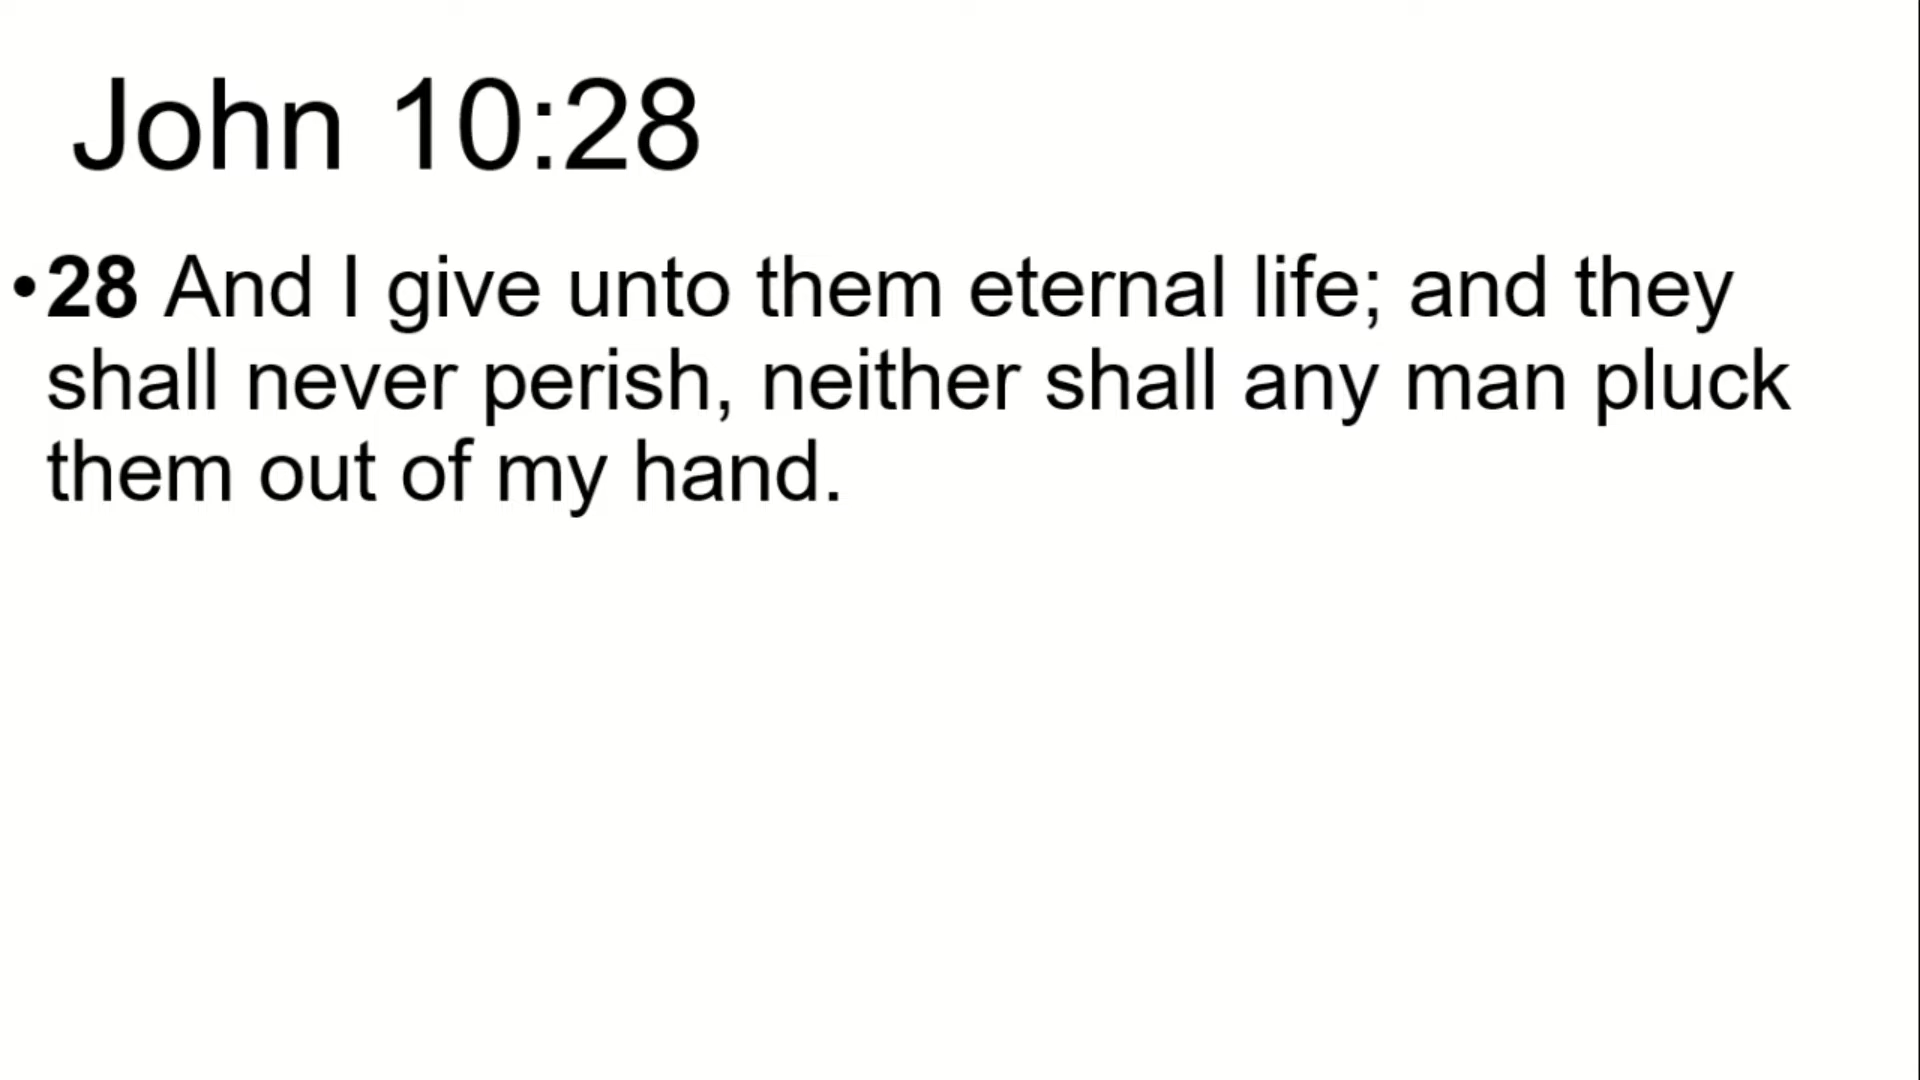 John 10:28
•28 And I give unto them eternal life; and they
shall never perish, neither shall any man pluck
them out of my hand.